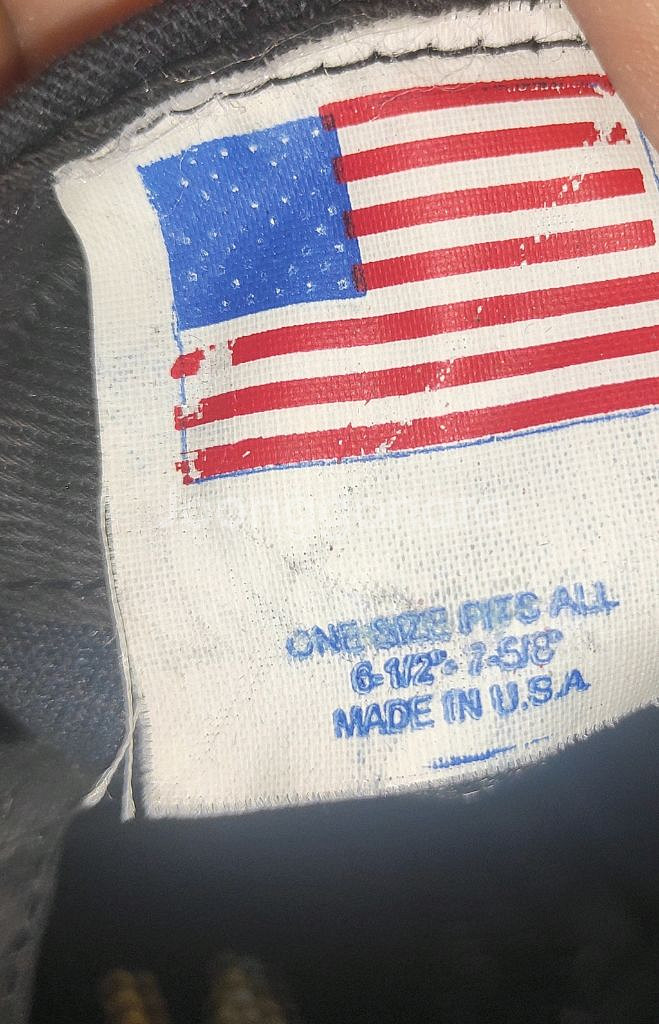 ONE SIZE FITS ALL
6-1/2"- 7-5/8"
MADE IN U.S.A